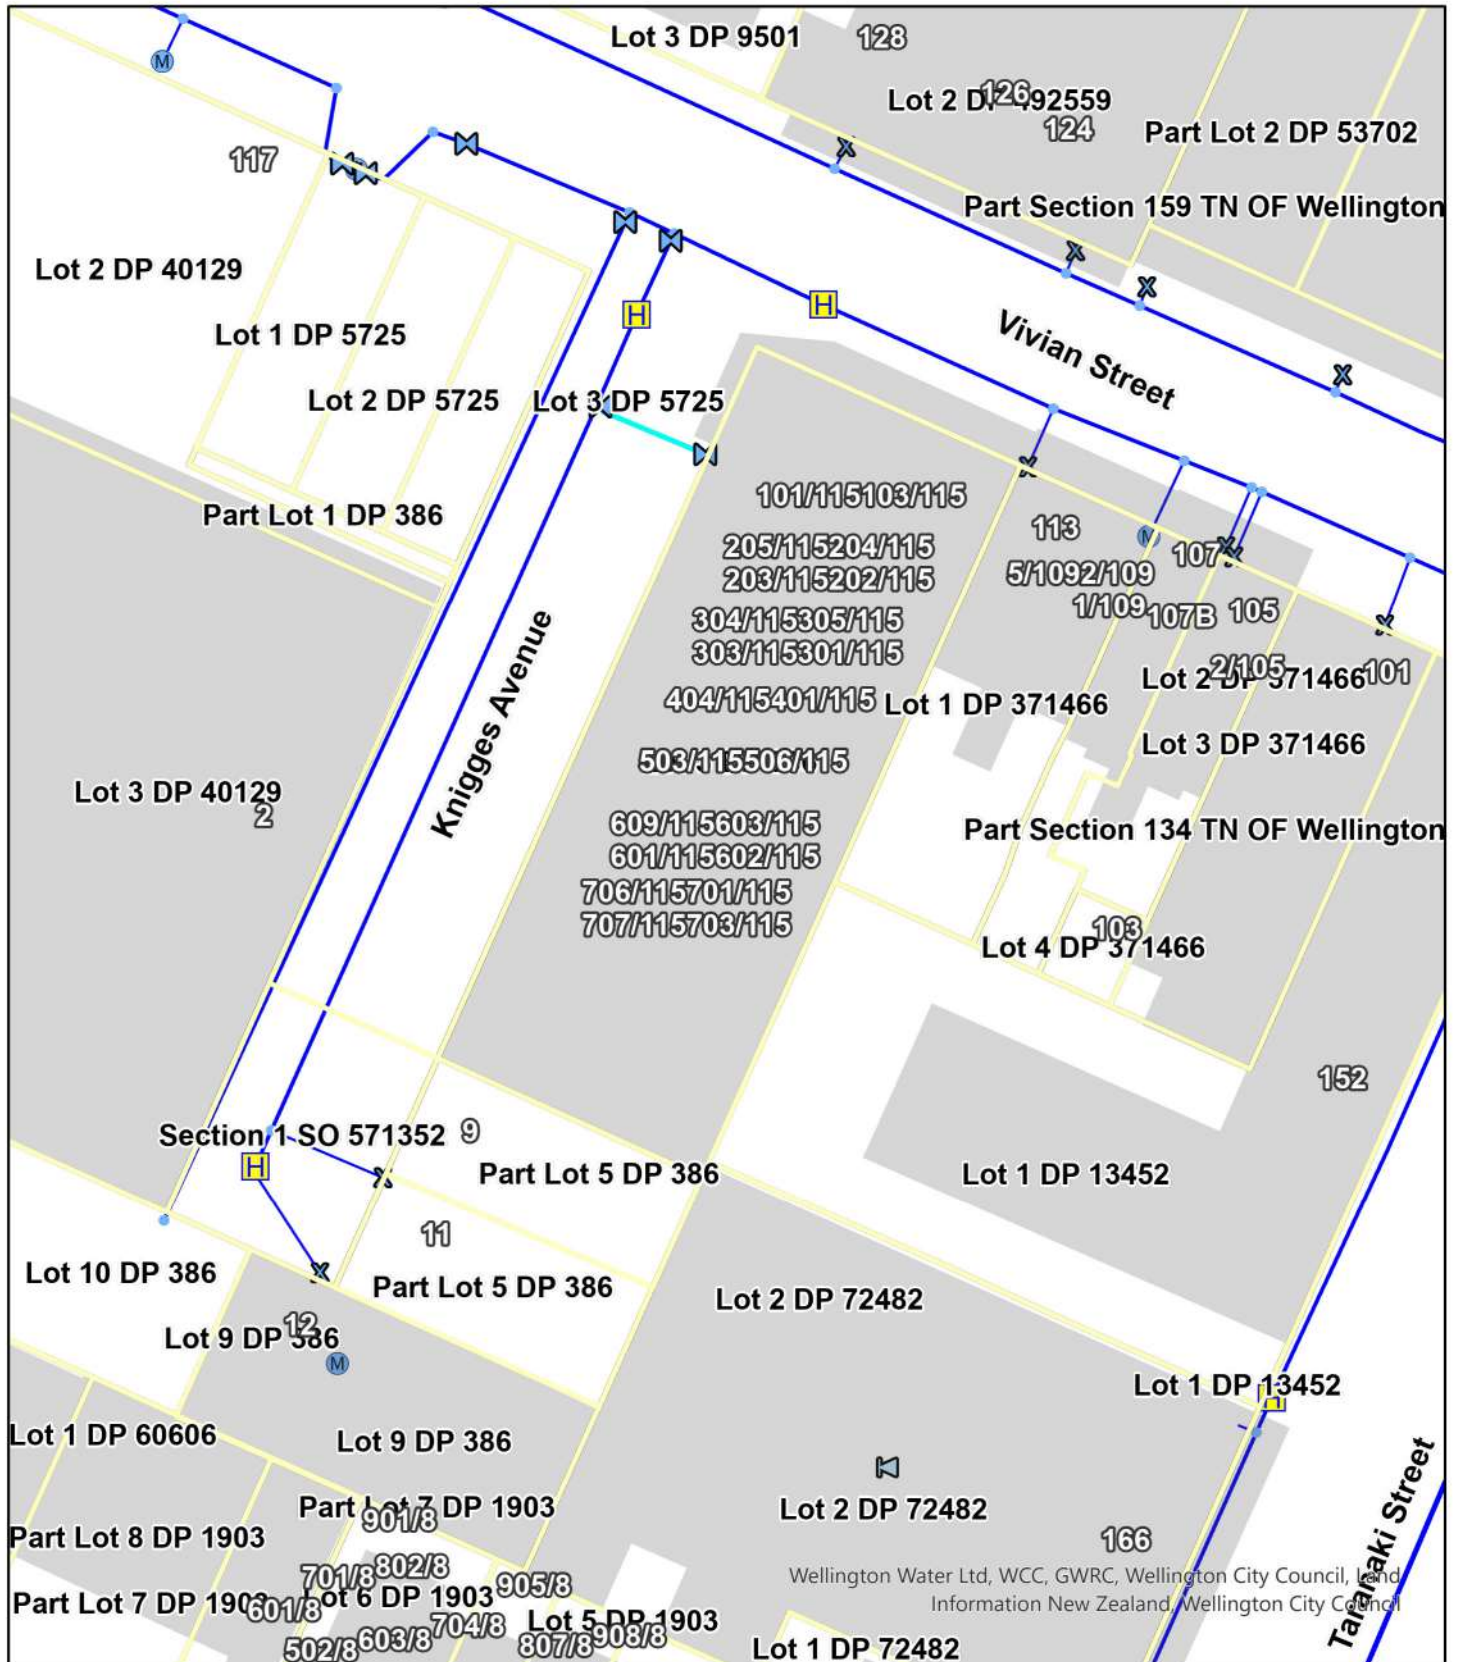 Lot 3 DP 9501
128
M
126
Lot 2 DP 492559
124
Part Lot 2 DP 53702
117
Part Section 159 TN OF Wellington
Lot 2 DP 40129
H
H
Vivian Street
Lot 1 DP 5725
Lot 2 DP 5725
Lot 3 DP 5725
101/115103/115
Part Lot 1 DP 386
113
M
107
205/115204/115
203/115202/115
5/1092/109
1/109
107B
105
304/115305/115
303/115301/115
2/105
101
Lot 2 DP 371466
404/115401/115
Lot 1 DP 371466
Knigges Avenue
Lot 3 DP 371466
503/115506/115
Lot 3 DP 40129
2
609/115603/115
Part Section 134 TN OF Wellington
601/115602/115
706/115701/115
707/115703/115
103
Lot 4 DP 371466
152
Section 1 SO 571352
9
H
Part Lot 5 DP 386
Lot 1 DP 13452
11
Lot 10 DP 386
Part Lot 5 DP 386
Lot 2 DP 72482
12
Lot 9 DP 386
M
Lot 1 DP 13452
H
Lot 1 DP 60606
Lot 9 DP 386
Part Lot 7 DP 1903
901/8
Lot 2 DP 72482
Part Lot 8 DP 1903
166
Taranaki Street
701/8
802/8
905/8
Part Lot 7 DP 1903
601/8
Lot 6 DP 1903
704/8
Lot 5 DP 1903
502/8
603/8
807/8
908/8
Lot 1 DP 72482
Wellington Water Ltd, WCC, GWRC, Wellington City Council, Land
Information New Zealand, Wellington City Council